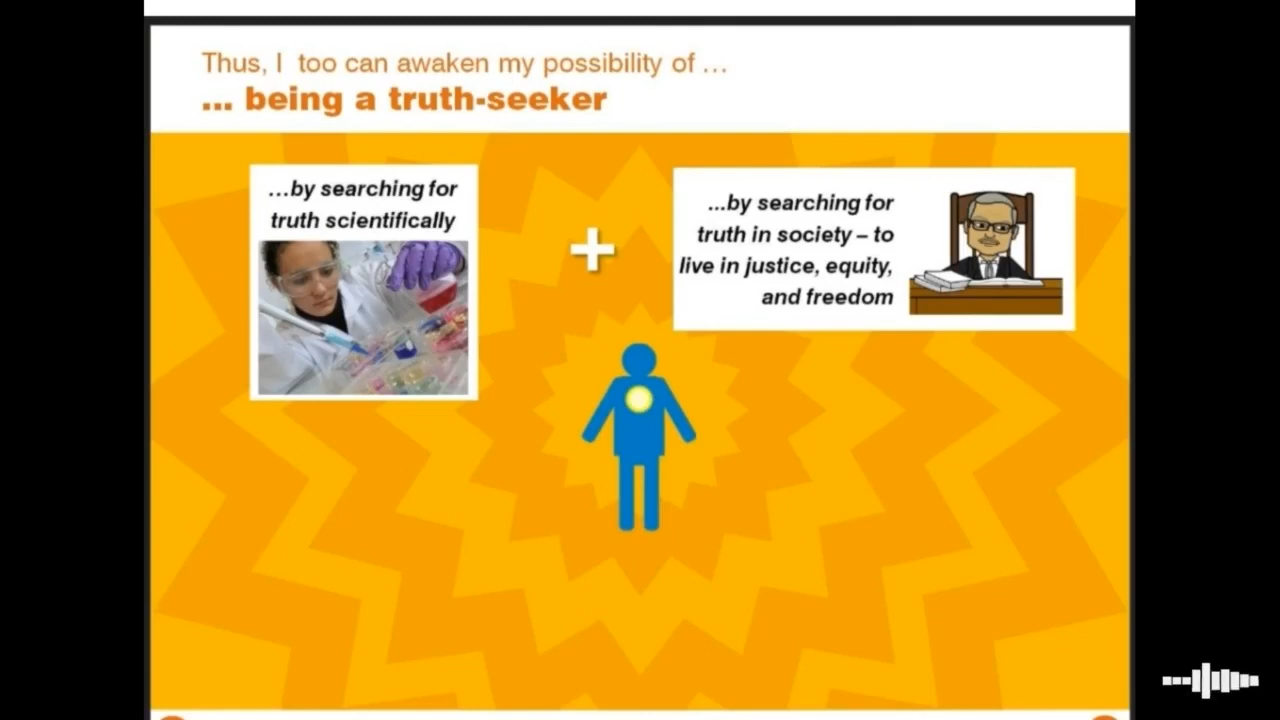 Thus, I too can awaken my possibility of ...
... being a truth-seeker
...by searching for
truth scientifically
+
...by searching for
truth in society – to
live in justice, equity,
and freedom